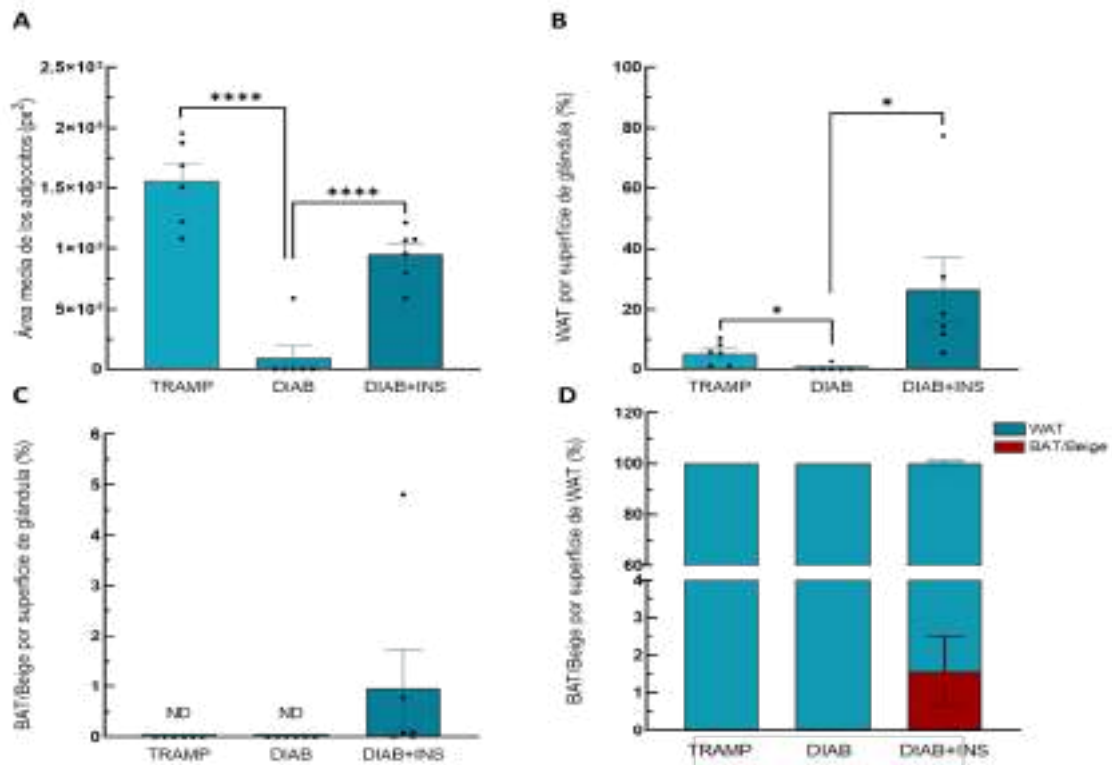 A
Área media de los adipocitos (px²)
0
****
****
TRAMP
DIAB
DIAB+INS
B
WAT por superficie de glándula (%)
100
80
60
40
20
0
*
*
TRAMP
DIAB
DIAB+INS
C
BAT/Beige por superficie de glándula (%)
6
5
4
3
2
1
0
ND
ND
TRAMP
DIAB
DIAB+INS
D
BAT/Beige por superficie de WAT (%)
120
100
80
60
4
3
2
1
0
TRAMP
DIAB
DIAB+INS
WAT
BAT/Beige